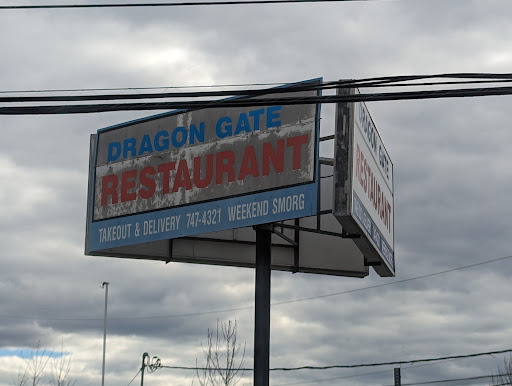 DRAGON GATE
RESTAURANT
TAKEOUT & DELIVERY 747-4321 WEEKEND SMORG
DRAGON GATE
RESTAURANT